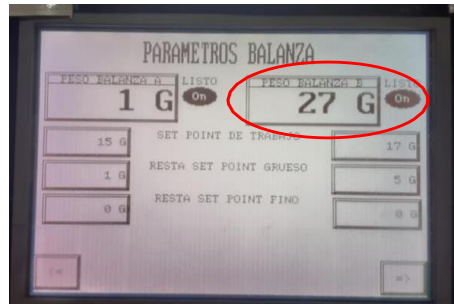 PARAMETROS BALANZA
PESO BALANZA A LISTO PESO BALANZA B LISTO
1 G On 27 G On
15 G SET POINT DE TRABAJO 17 G
1 G RESTA SET POINT GRUESO 5 G
0 G RESTA SET POINT FINO 0 G
<= =>